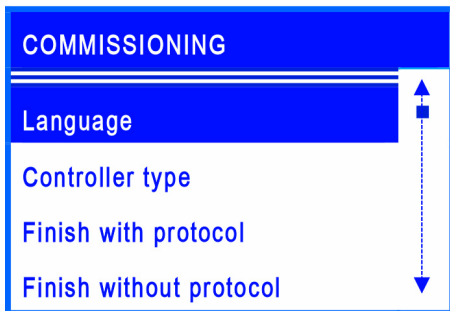 COMMISSIONING
Language
Controller type
Finish with protocol
Finish without protocol